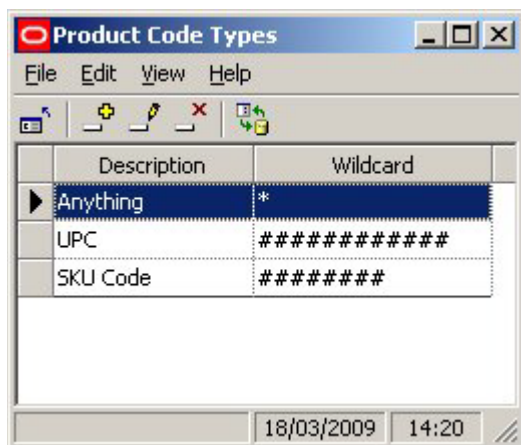 Product Code Types
File Edit View Help
Description Wildcard
Anything *
UPC ############
SKU Code ########
18/03/2009 14:20